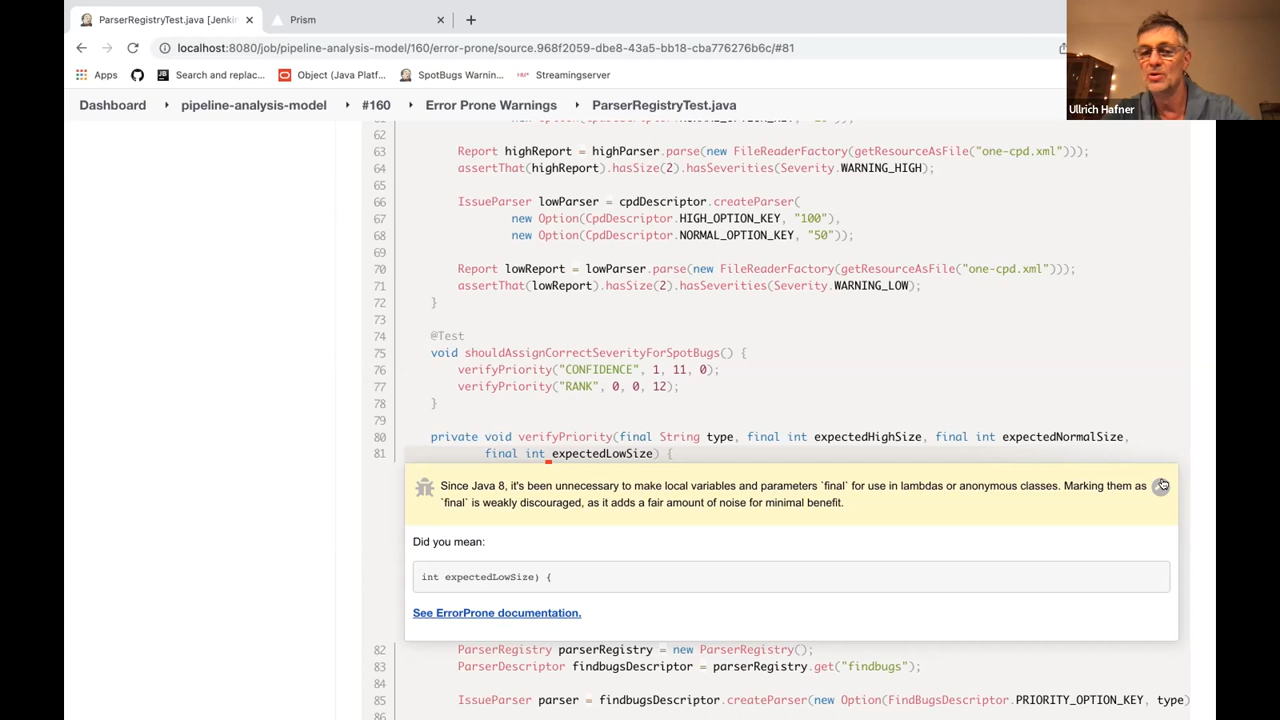 ParserRegistryTest.java [Jenki
Prism
localhost:8080/job/pipeline-analysis-model/160/error-prone/source.968f2059-dbe8-43a5-bb18-cba776276b6c/#81
Apps
Search and replac...
Object (Java Platf...
SpotBugs Warnin...
Streamingserver
Ullrich Hafner
Dashboard
pipeline-analysis-model
#160
Error Prone Warnings
ParserRegistryTest.java
62
63 Report highReport = highParser.parse(new FileReaderFactory(getResourceAsFile("one-cpd.xml")));
64 assertThat(highReport).hasSize(2).hasSeverities(Severity.WARNING_HIGH);
65
66 IssueParser lowParser = cpdDescriptor.createParser(
67 new Option(CpdDescriptor.HIGH_OPTION_KEY, "100"),
68 new Option(CpdDescriptor.NORMAL_OPTION_KEY, "50"));
69
70 Report lowReport = lowParser.parse(new FileReaderFactory(getResourceAsFile("one-cpd.xml")));
71 assertThat(lowReport).hasSize(2).hasSeverities(Severity.WARNING_LOW);
72 }
73
74 @Test
75 void shouldAssignCorrectSeverityForSpotBugs() {
76 verifyPriority("CONFIDENCE", 1, 11, 0);
77 verifyPriority("RANK", 0, 0, 12);
78 }
79
80 private void verifyPriority(final String type, final int expectedHighSize, final int expectedNormalSize,
81 final int expectedLowSize) {
Since Java 8, it's been unnecessary to make local variables and parameters `final` for use in lambdas or anonymous classes. Marking them as
`final` is weakly discouraged, as it adds a fair amount of noise for minimal benefit.
Did you mean:
int expectedLowSize) {
See ErrorProne documentation.
82 ParserRegistry parserRegistry = new ParserRegistry();
83 ParserDescriptor findbugsDescriptor = parserRegistry.get("findbugs");
84
85 IssueParser parser = findbugsDescriptor.createParser(new Option(FindBugsDescriptor.PRIORITY_OPTION_KEY, type)
86